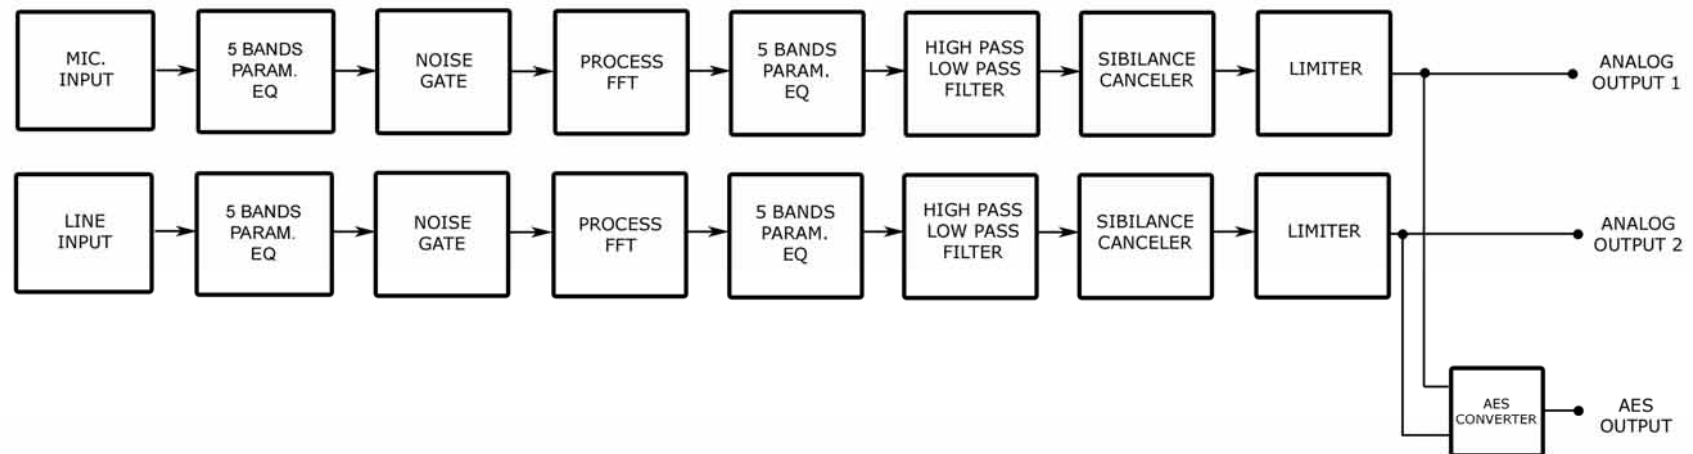 MIC.
INPUT
5 BANDS
PARAM.
EQ
NOISE
GATE
PROCESS
FFT
5 BANDS
PARAM.
EQ
HIGH PASS
LOW PASS
FILTER
SIBILANCE
CANCELER
LIMITER
ANALOG
OUTPUT 1
LINE
INPUT
5 BANDS
PARAM.
EQ
NOISE
GATE
PROCESS
FFT
5 BANDS
PARAM.
EQ
HIGH PASS
LOW PASS
FILTER
SIBILANCE
CANCELER
LIMITER
ANALOG
OUTPUT 2
AES
CONVERTER
AES
OUTPUT